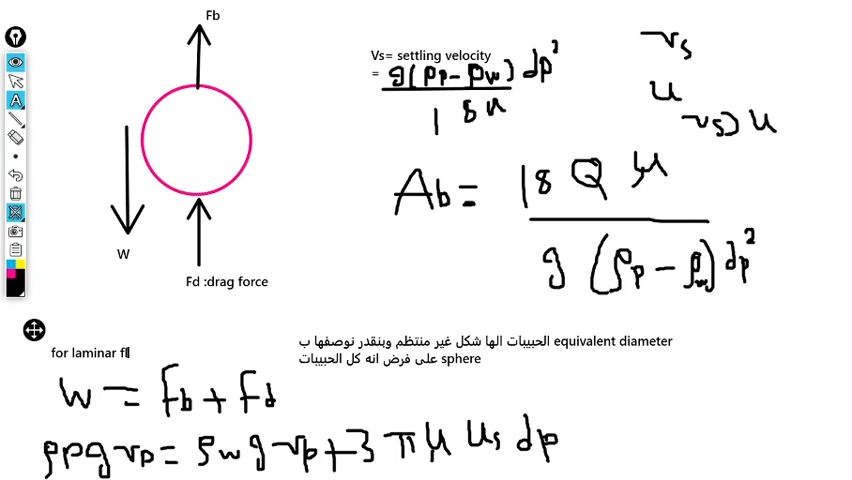 Fb
Vs= settling velocity
= g(ρp - ρw) dp²
18 μ
vs
u
vs > u
Ab = 18 Q μ
g (ρp - ρw) dp²
W
Fd :drag force
for laminar fl
الحبيبات الها شكل غير منتظم وبنقدر نوصفها ب equivalent diameter
على فرض انه كل الحبيبات sphere
W = Fb + Fd
ρp g vp = ρw g vp + 3 π μ us dp